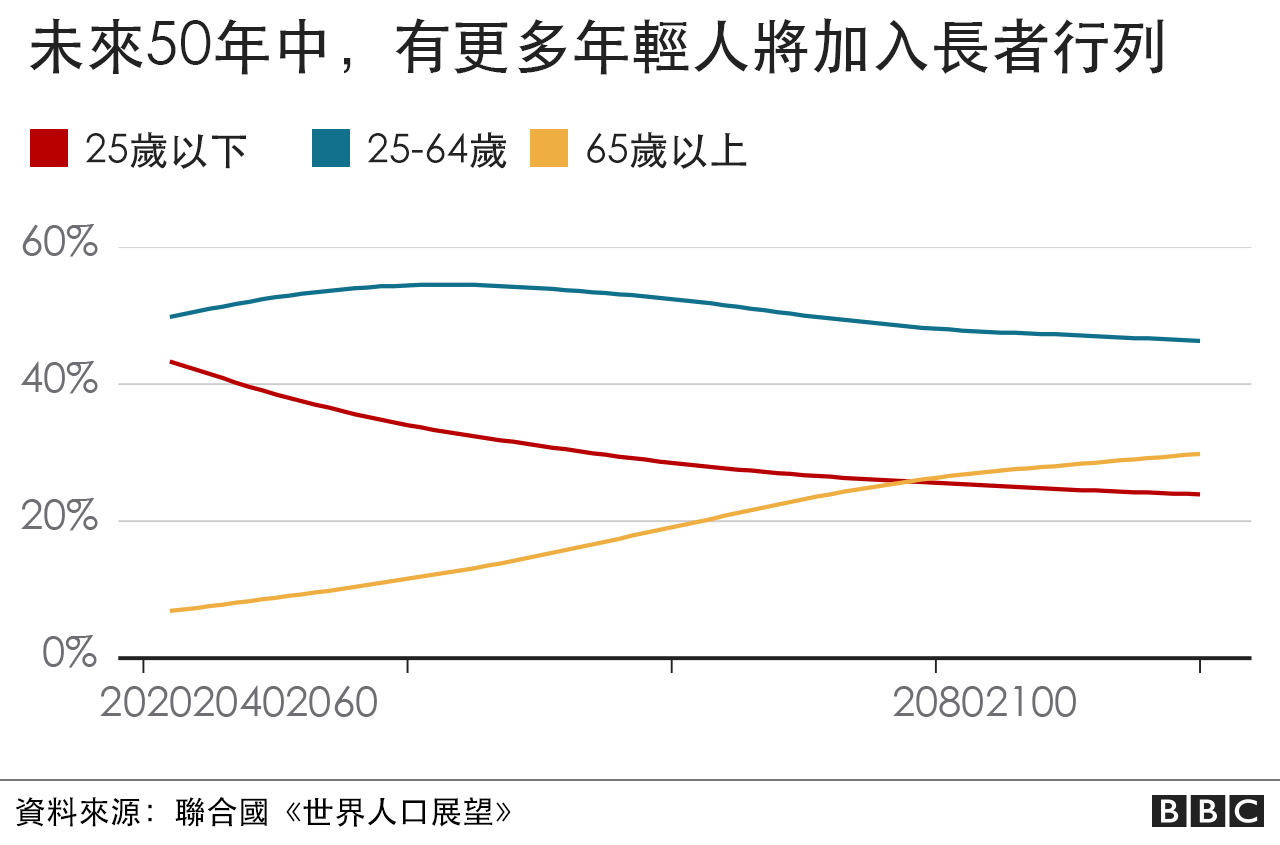 未來50年中，有更多年輕人將加入長者行列
25歲以下 25-64歲 65歲以上
60%
40%
20%
0%
202020402060 20802100
資料來源：聯合國《世界人口展望》
BBC